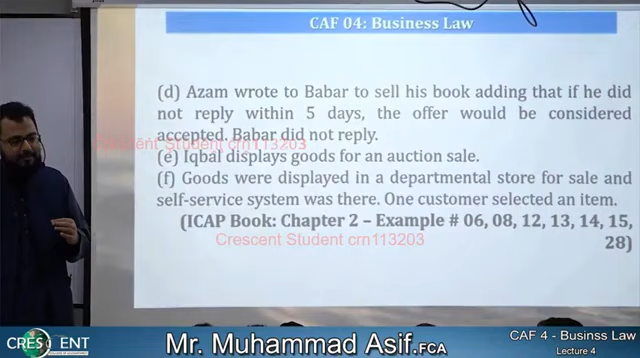 CAF 04: Business Law
(d) Azam wrote to Babar to sell his book adding that if he did
not reply within 5 days, the offer would be considered
accepted. Babar did not reply.
Student crn113203
(e) Iqbal displays goods for an auction sale.
(f) Goods were displayed in a departmental store for sale and
self-service system was there. One customer selected an item.
(ICAP Book: Chapter 2 – Example # 06, 08, 12, 13, 14, 15,
28)
Crescent Student crn113203
CRESCENT
Mr. Muhammad Asif.FCA
CAF 4 - Businss Law
Lecture 4